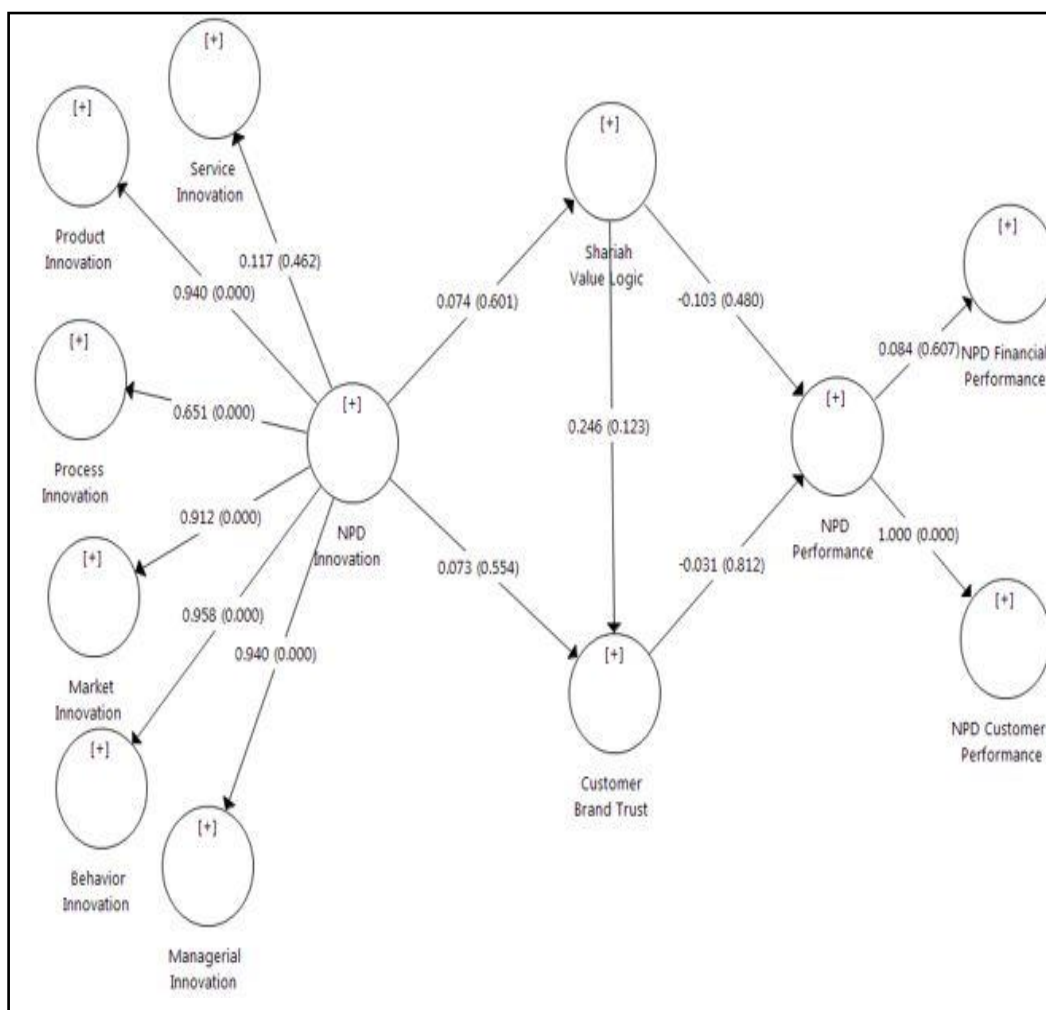 [+]
Service
Innovation
[+]
Product
Innovation
[+]
Process
Innovation
[+]
Market
Innovation
[+]
Behavior
Innovation
[+]
Managerial
Innovation
0.117 (0.462)
0.940 (0.000)
0.651 (0.000)
0.912 (0.000)
0.958 (0.000)
0.940 (0.000)
[+]
NPD
Innovation
0.074 (0.601)
0.073 (0.554)
[+]
Shariah
Value Logic
0.246 (0.123)
[+]
Customer
Brand Trust
-0.103 (0.480)
-0.031 (0.812)
[+]
NPD
Performance
0.084 (0.607)
1.000 (0.000)
[+]
NPD Financial
Performance
[+]
NPD Customer
Performance